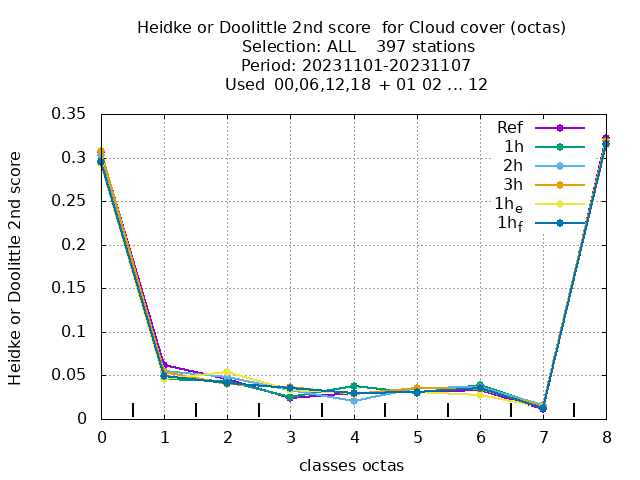 Heidke or Doolittle 2nd score  for Cloud cover (octas)
Selection: ALL    397 stations
Period: 20231101-20231107
Used  00,06,12,18 + 01 02 ... 12
Heidke or Doolittle 2nd score
0.35
0.3
0.25
0.2
0.15
0.1
0.05
0
Ref
1h
2h
3h
1he
1hf
0 1 2 3 4 5 6 7 8
classes octas